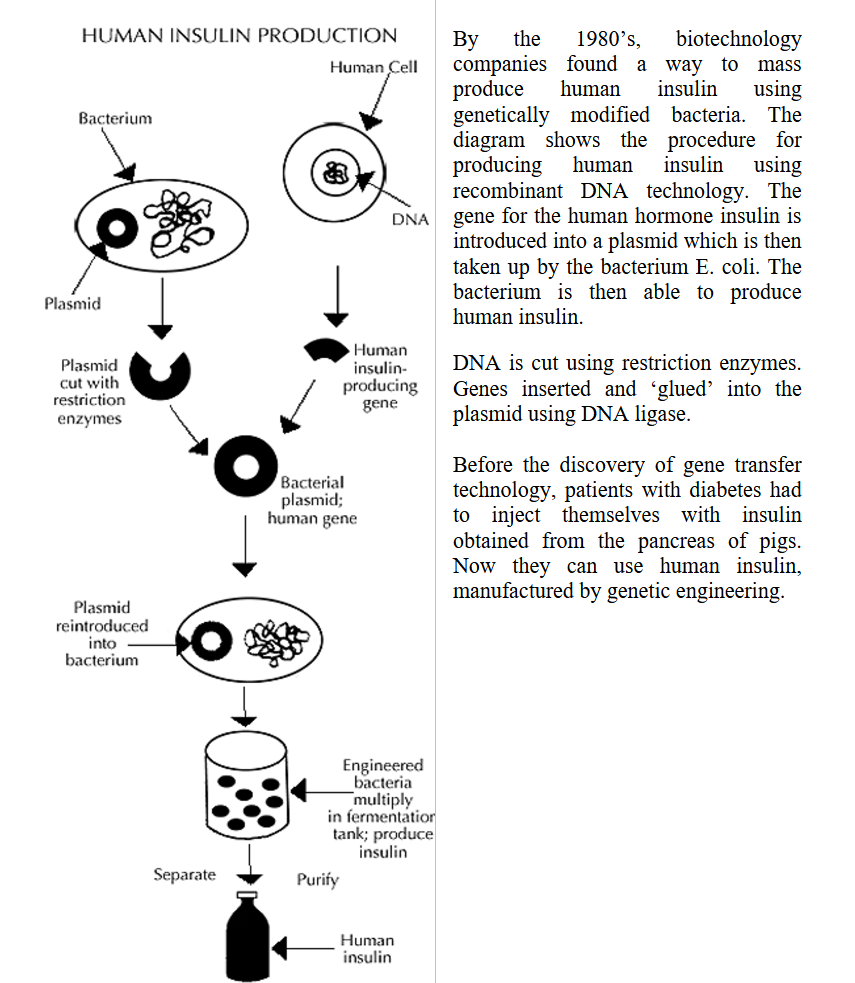 HUMAN INSULIN PRODUCTION
Human Cell
Bacterium
DNA
Plasmid
Plasmid
cut with
restriction
enzymes
Human
insulin-
producing
gene
Bacterial
plasmid;
human gene
Plasmid
reintroduced
into
bacterium
Engineered
bacteria
multiply
in fermentation
tank; produce
insulin
Separate
Purify
Human
insulin
By the 1980's, biotechnology
companies found a way to mass
produce human insulin using
genetically modified bacteria. The
diagram shows the procedure for
producing human insulin using
recombinant DNA technology. The
gene for the human hormone insulin is
introduced into a plasmid which is then
taken up by the bacterium E. coli. The
bacterium is then able to produce
human insulin.
DNA is cut using restriction enzymes.
Genes inserted and ‘glued’ into the
plasmid using DNA ligase.
Before the discovery of gene transfer
technology, patients with diabetes had
to inject themselves with insulin
obtained from the pancreas of pigs.
Now they can use human insulin,
manufactured by genetic engineering.